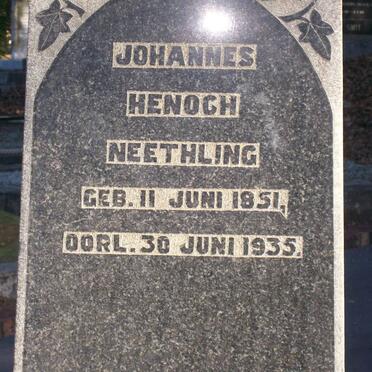 JOHANNES
HENOCH
NEETHLING
GEB. 11 JUNI 1851,
OORL. 30 JUNI 1935.